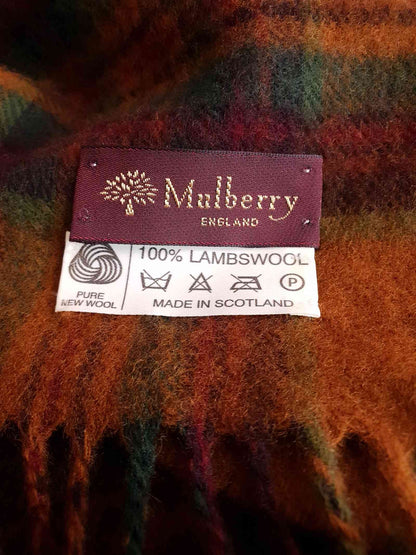 Mulberry
ENGLAND
100% LAMBSWOOL
P
PURE
NEW WOOL
MADE IN SCOTLAND